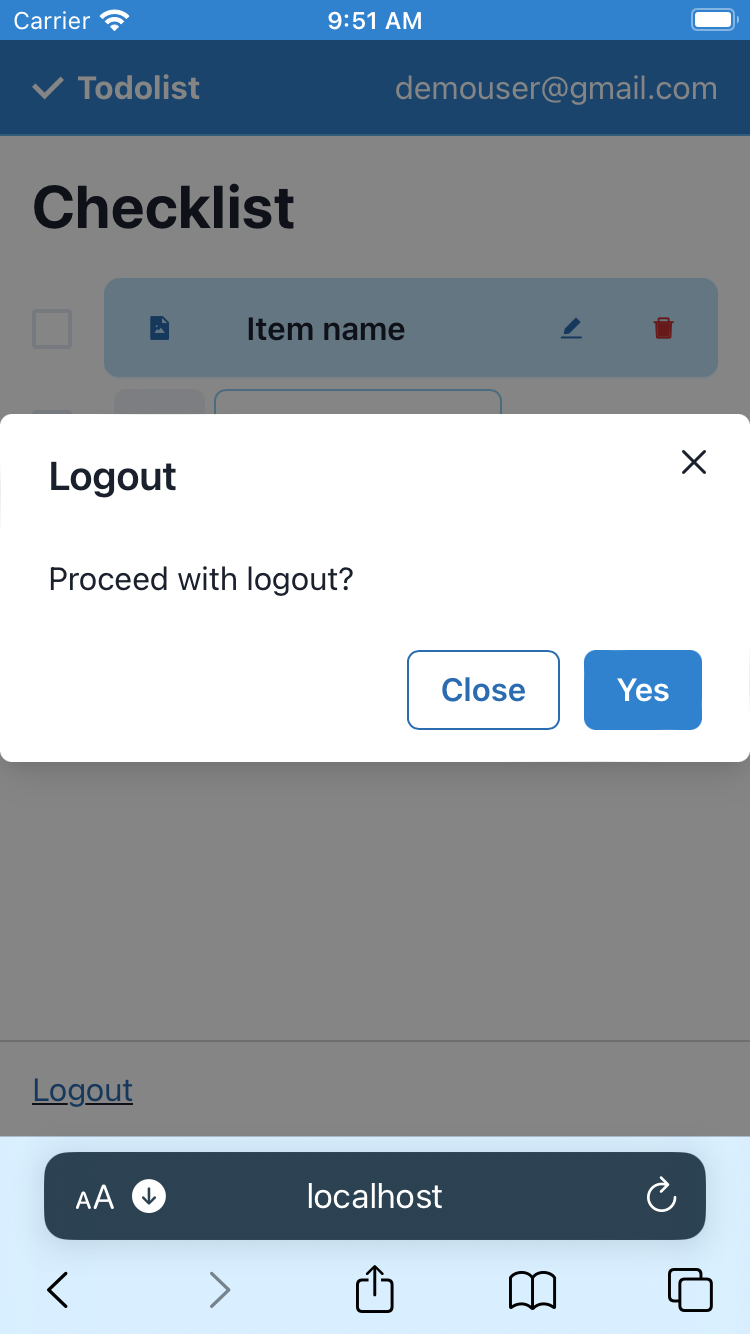 Carrier 9:51 AM
Todolist demouser@gmail.com
Checklist
Item name
Logout
Proceed with logout?
Close Yes
Logout
AA localhost